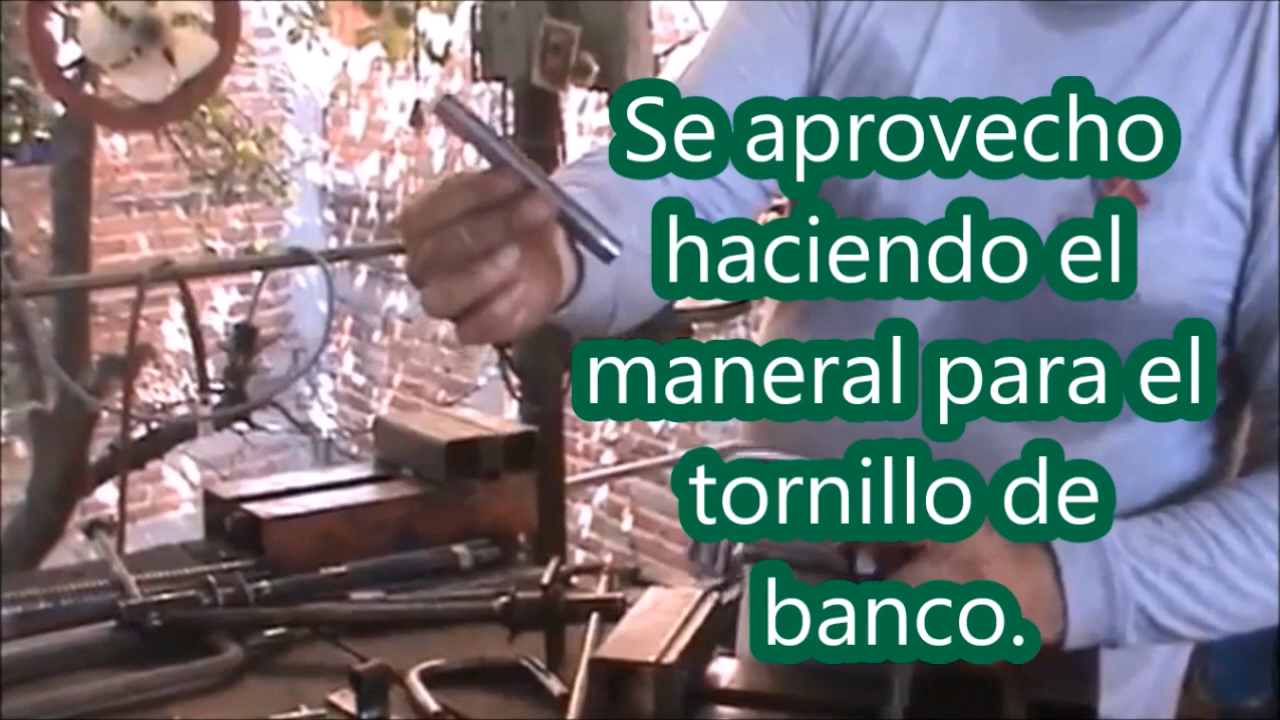 Se aprovecho
haciendo el
maneral para el
tornillo de
banco.